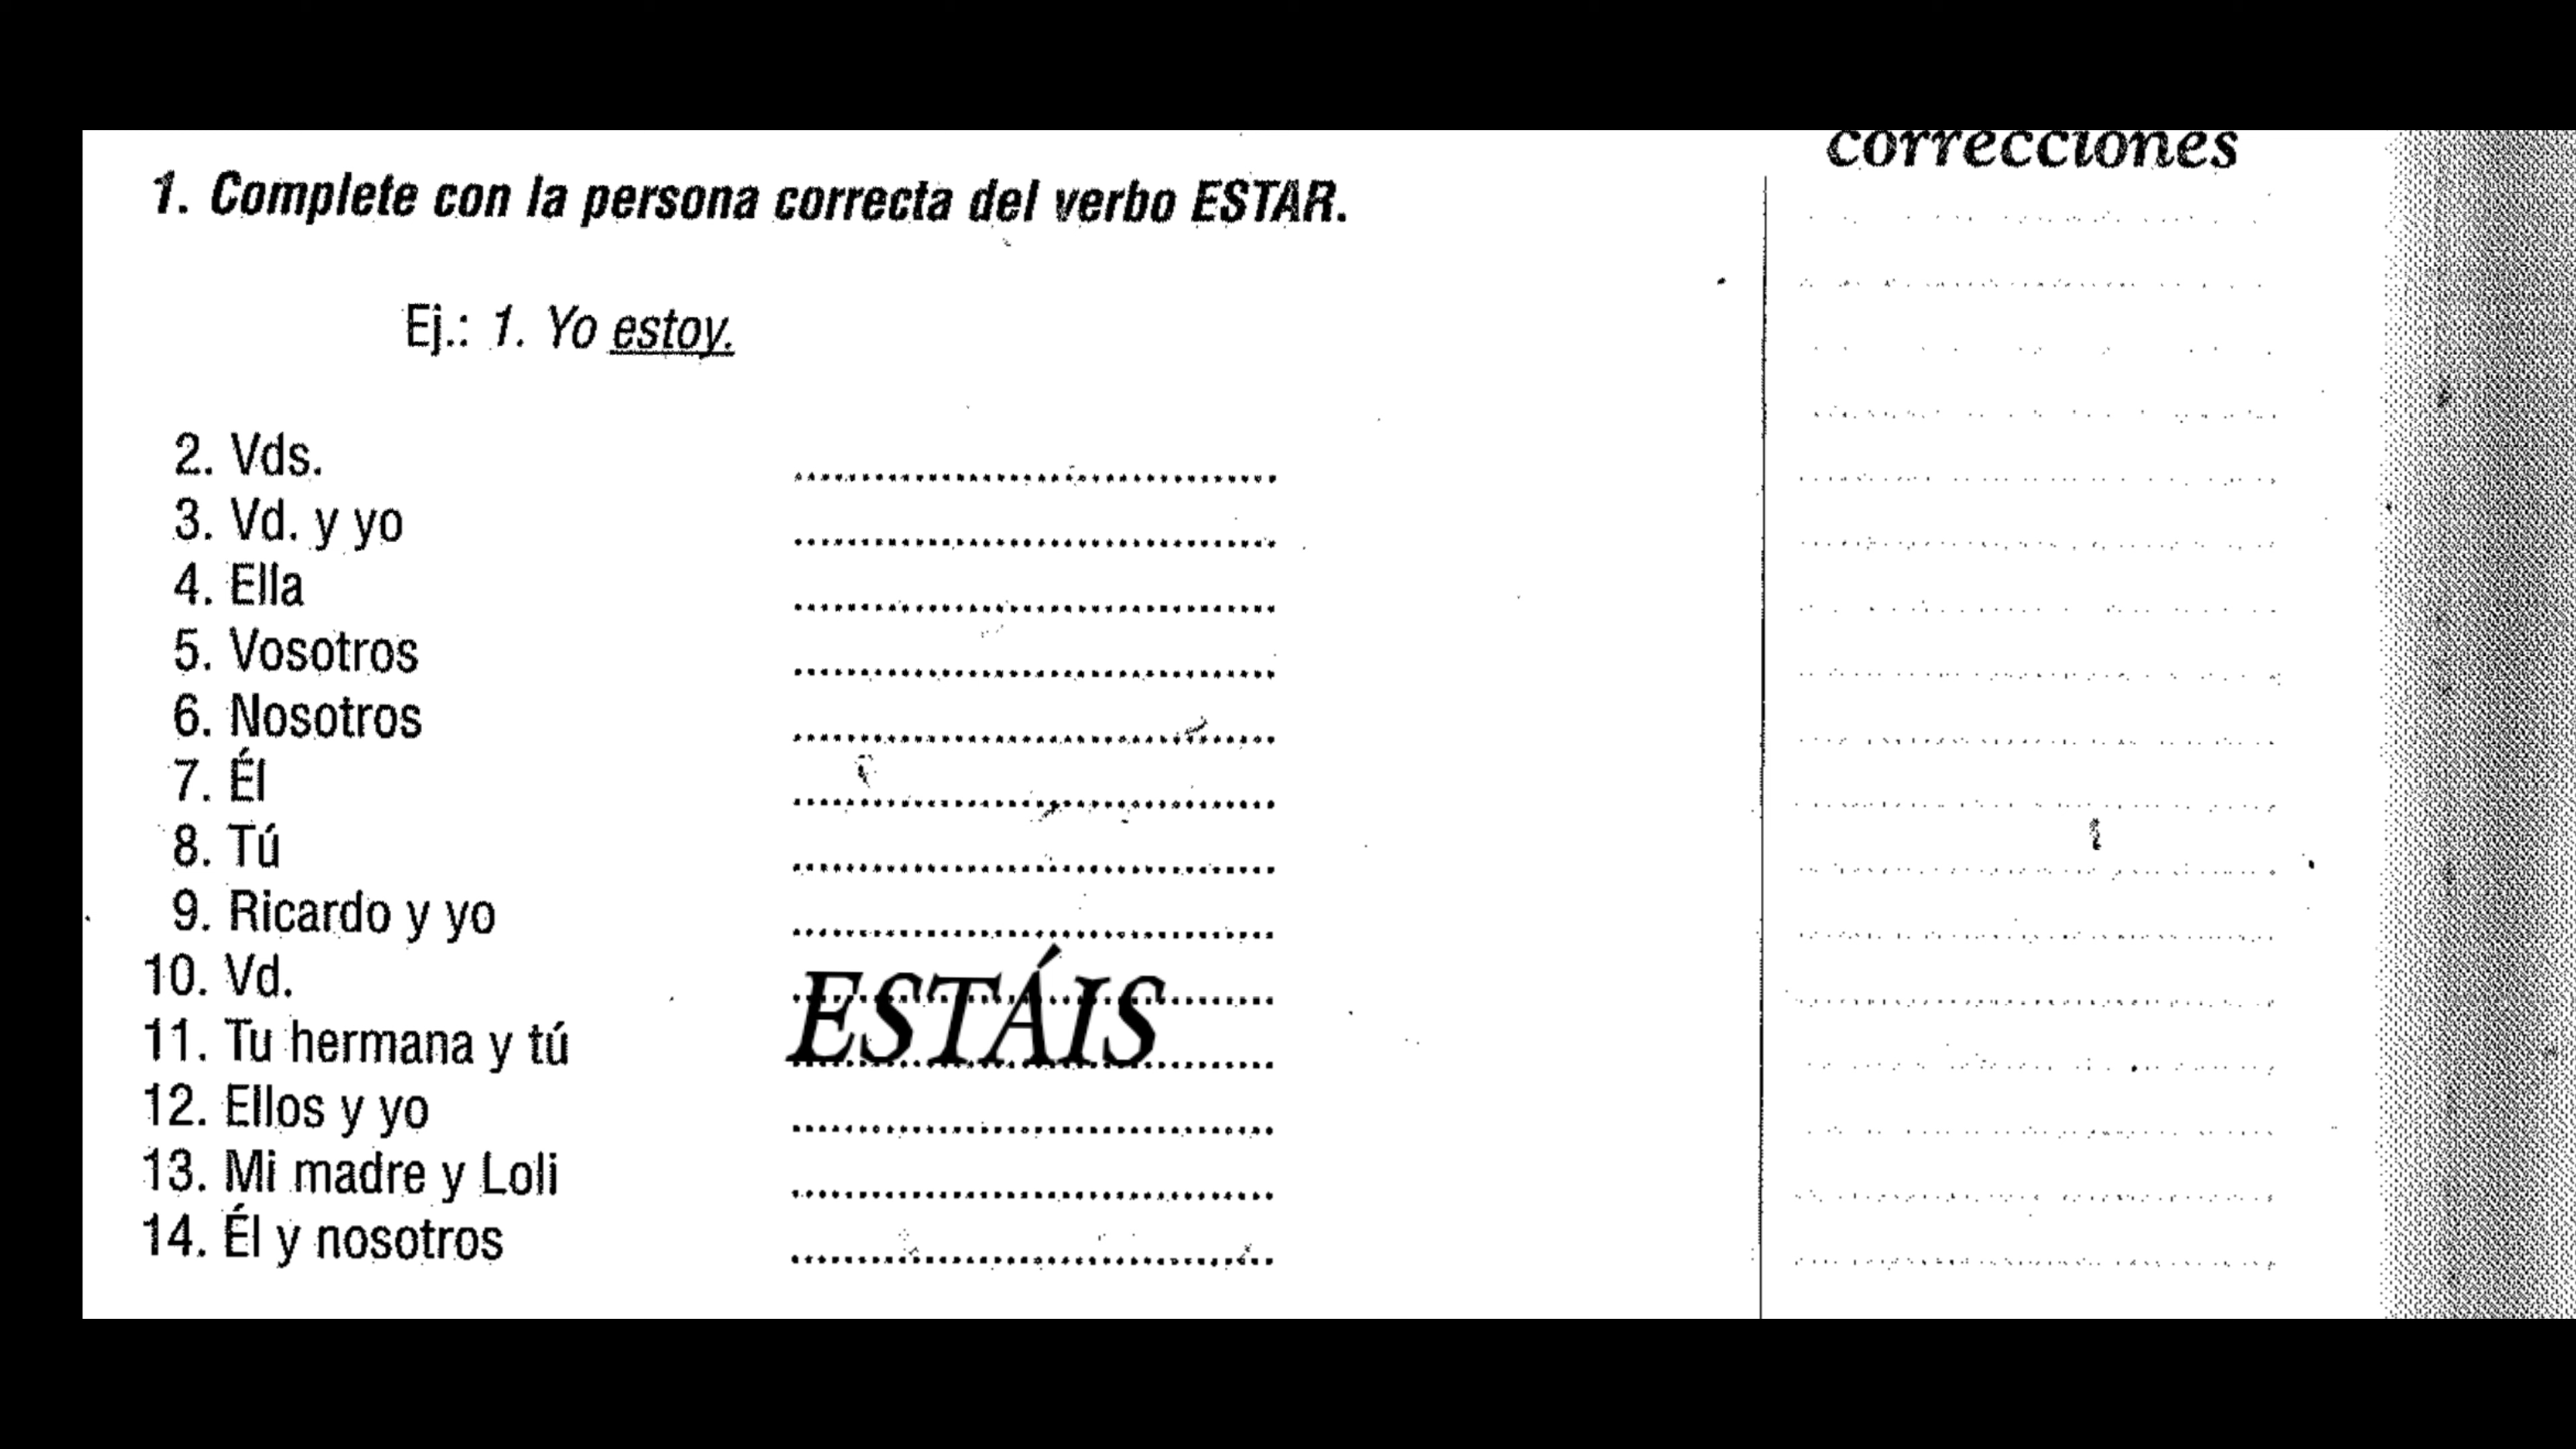 correcciones
1. Complete con la persona correcta del verbo ESTAR.
Ej.: 1. Yo estoy.
2. Vds.
3. Vd. y yo
4. Ella
5. Vosotros
6. Nosotros
7. Él
8. Tú
9. Ricardo y yo
10. Vd.
11. Tu hermana y tú ESTÁIS
12. Ellos y yo
13. Mi madre y Loli
14. Él y nosotros